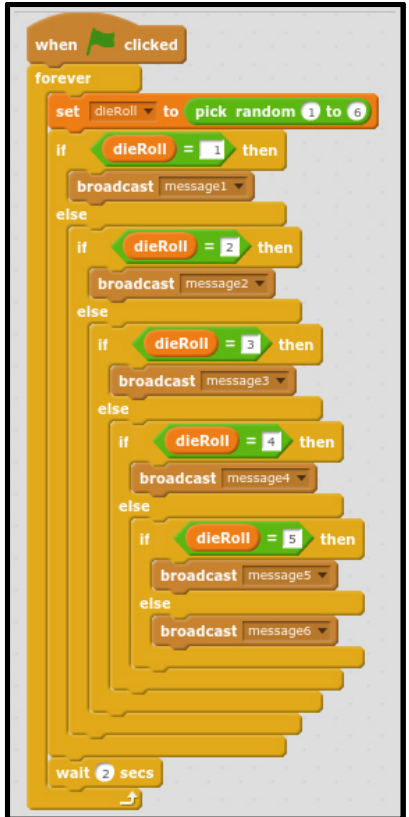 when clicked
forever
set dieRoll to pick random 1 to 6
if dieRoll = 1 then
broadcast message1
else
if dieRoll = 2 then
broadcast message2
else
if dieRoll = 3 then
broadcast message3
else
if dieRoll = 4 then
broadcast message4
else
if dieRoll = 5 then
broadcast message5
else
broadcast message6
wait 2 secs